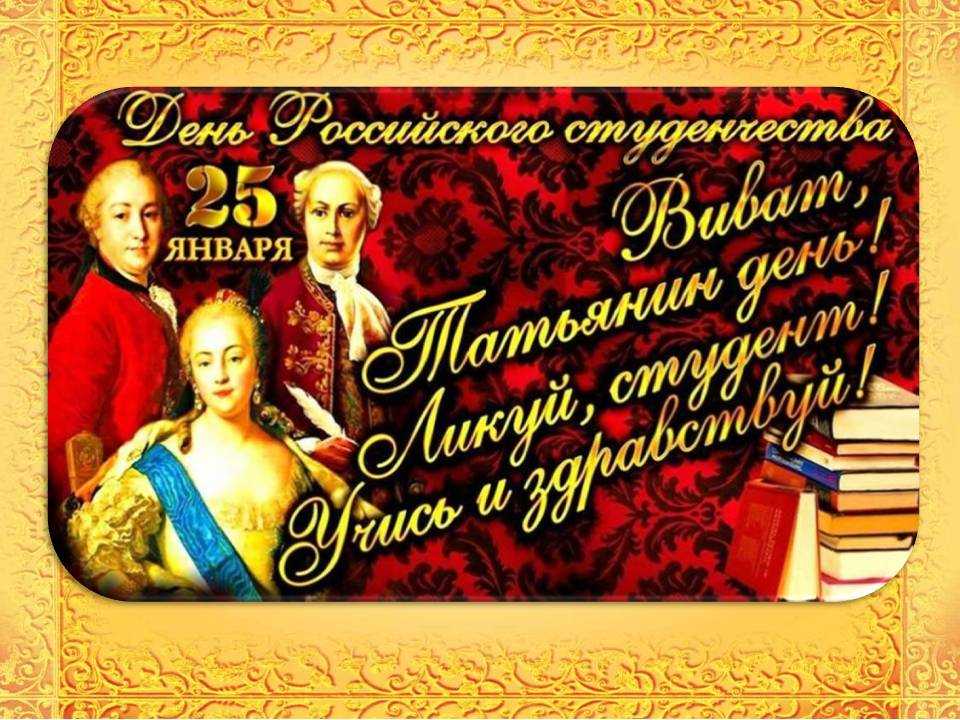 День Российского студенчества
25
ЯНВАРЯ
Виват,
Татьянин день!
Ликуй, студент!
Учись и здравствуй!